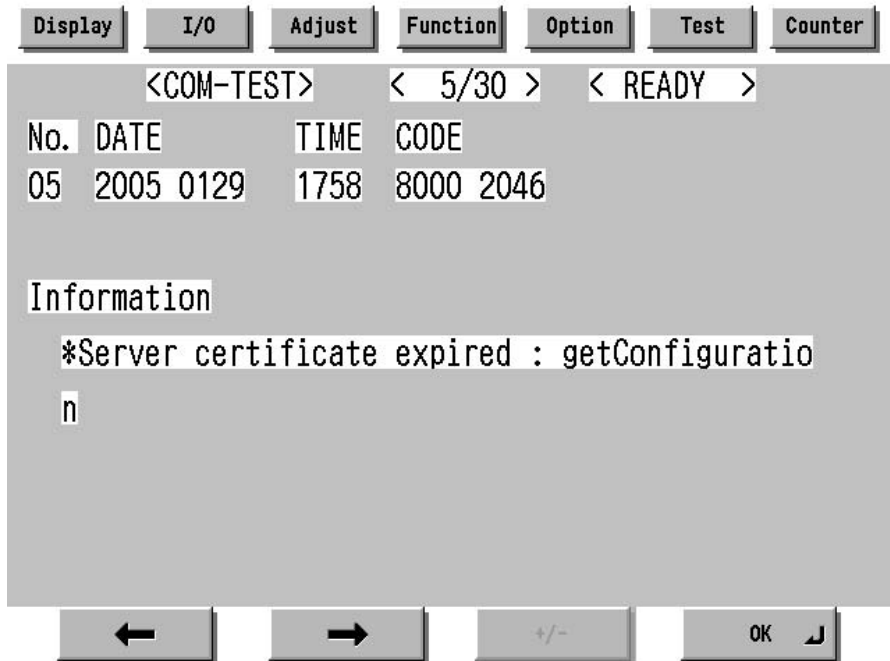 Display I/O Adjust Function Option Test Counter
<COM-TEST> < 5/30 > < READY >
No. DATE TIME CODE
05 2005 0129 1758 8000 2046
Information
*Server certificate expired : getConfiguratio
n
+/- OK